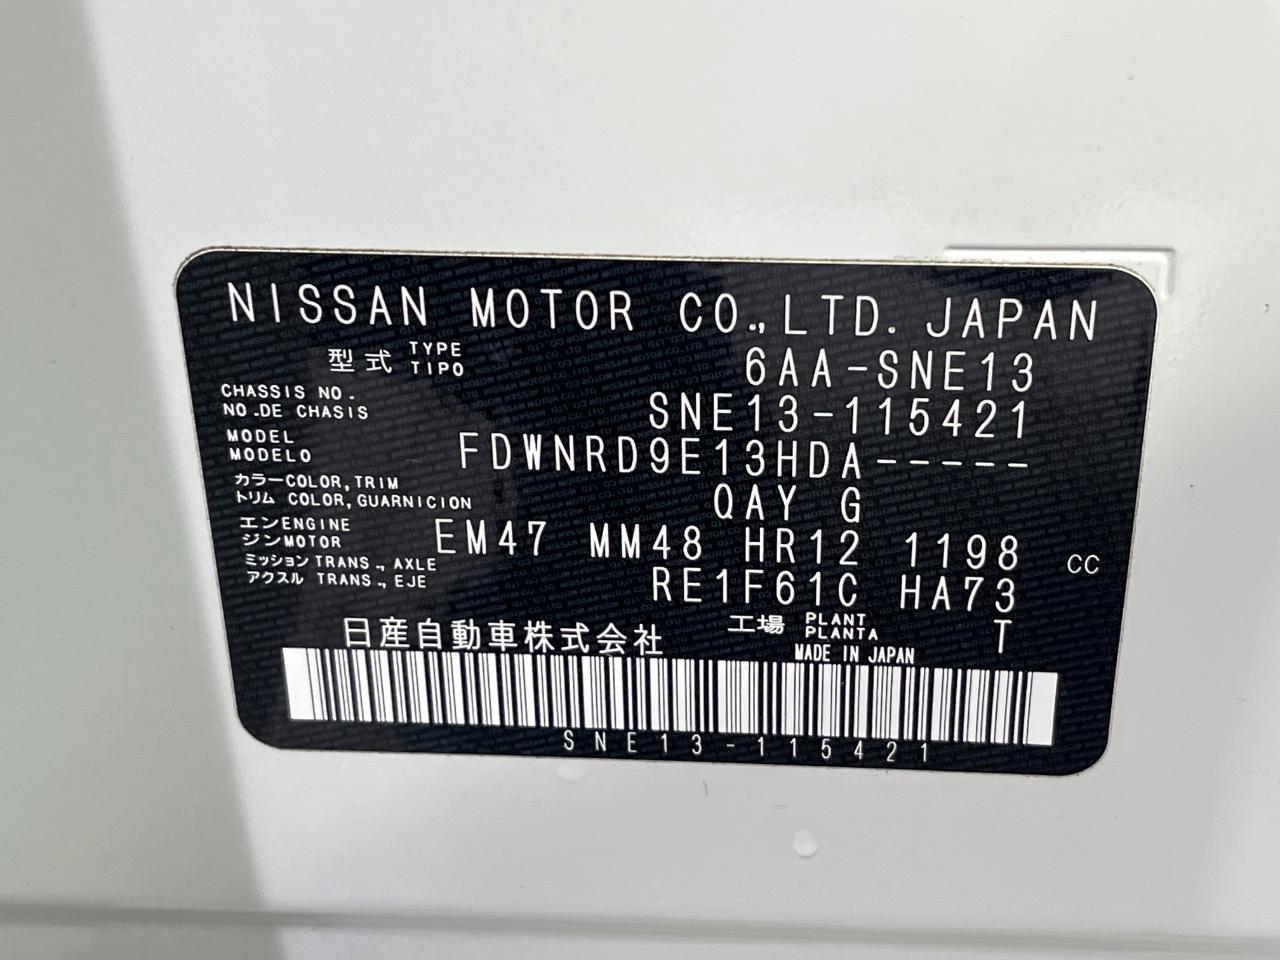 NISSAN MOTOR CO.,LTD. JAPAN
型式 TYPE TIPO 6AA-SNE13
CHASSIS NO.
NO.DE CHASIS SNE13-115421
MODEL
MODELO FDWNRD9E13HDA-----
カラーCOLOR,TRIM
トリム COLOR,GUARNICION QAY G
エンENGINE
ジンMOTOR EM47 MM48 HR12 1198 CC
ミッションTRANS.,AXLE
アクスル TRANS.,EJE RE1F61C HA73
日産自動車株式会社 工場 PLANT PLANTA T
MADE IN JAPAN
SNE13-115421